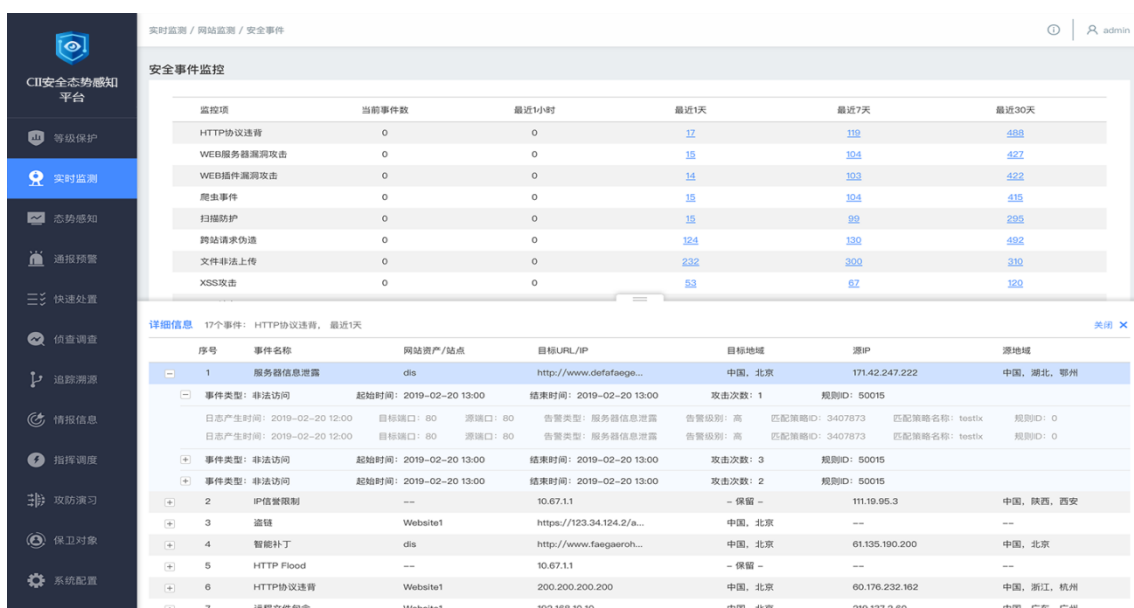 实时监测 / 网站监测 / 安全事件 admin
CII安全态势感知
平台
等级保护
实时监测
态势感知
通报预警
快速处置
侦查调查
追踪溯源
情报信息
指挥调度
攻防演习
保卫对象
系统配置
安全事件监控
监控项 当前事件数 最近1小时 最近1天 最近7天 最近30天
HTTP协议违背 0 0 17 119 488
WEB服务器漏洞攻击 0 0 15 104 427
WEB插件漏洞攻击 0 0 14 103 422
爬虫事件 0 0 15 104 415
扫描防护 0 0 15 99 295
跨站请求伪造 0 0 124 130 492
文件非法上传 0 0 232 300 310
XSS攻击 0 0 53 67 120
详细信息 17个事件: HTTP协议违背, 最近1天 关闭
序号 事件名称 网站资产/站点 目标URL/IP 目标地域 源IP 源地域
1 服务器信息泄露 dis http://www.defafaege... 中国, 北京 171.42.247.222 中国, 湖北, 鄂州
事件类型: 非法访问 起始时间: 2019-02-20 13:00 结束时间: 2019-02-20 13:00 攻击次数: 1 规则ID: 50015
日志产生时间: 2019-02-20 12:00 目标端口: 80 源端口: 80 告警类型: 服务器信息泄露 告警级别: 高 匹配策略ID: 3407873 匹配策略名称: testlx 规则ID: 0
日志产生时间: 2019-02-20 12:00 目标端口: 80 源端口: 80 告警类型: 服务器信息泄露 告警级别: 高 匹配策略ID: 3407873 匹配策略名称: testlx 规则ID: 0
事件类型: 非法访问 起始时间: 2019-02-20 13:00 结束时间: 2019-02-20 13:00 攻击次数: 3 规则ID: 50015
事件类型: 非法访问 起始时间: 2019-02-20 13:00 结束时间: 2019-02-20 13:00 攻击次数: 2 规则ID: 50015
2 IP信誉限制 -- 10.67.1.1 - 保留 - 111.19.95.3 中国, 陕西, 西安
3 盗链 Website1 https://123.34.124.2/a... 中国, 北京 -- --
4 智能补丁 dis http://www.faegaeroh... 中国, 北京 61.135.190.200 中国, 北京
5 HTTP Flood -- 10.67.1.1 - 保留 - -- --
6 HTTP协议违背 Website1 200.200.200.200 中国, 北京 60.176.232.162 中国, 浙江, 杭州